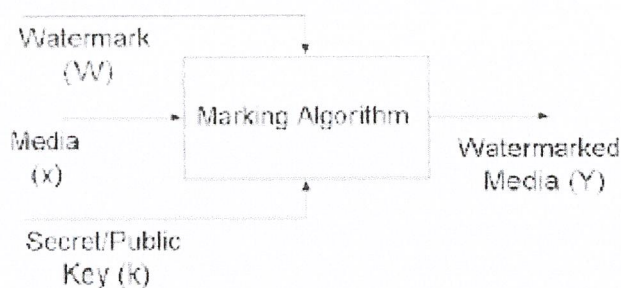 Watermark
(W)
Marking Algorithm
Media
(x)
Watermarked
Media (Y)
Secret/Public
Key (k)